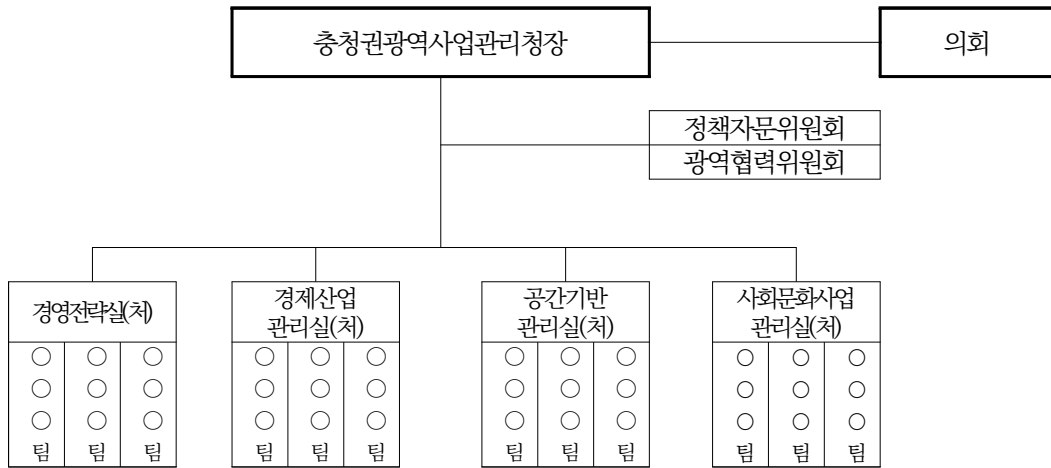 충청권광역사업관리청장
의회
정책자문위원회
광역협력위원회
경영전략실(처)
경제산업
관리실(처)
공간기반
관리실(처)
사회문화사업
관리실(처)
○ ○ ○ ○ ○ ○ ○ ○ ○ ○ ○ ○
○ ○ ○ ○ ○ ○ ○ ○ ○ ○ ○ ○
○ ○ ○ ○ ○ ○ ○ ○ ○ ○ ○ ○
팀 팀 팀 팀 팀 팀 팀 팀 팀 팀 팀 팀